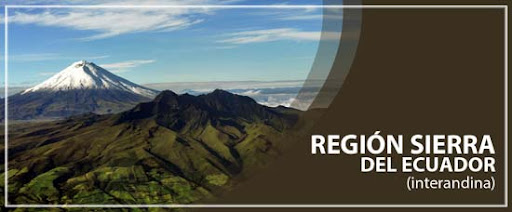 REGIÓN SIERRA
DEL ECUADOR
(interandina)